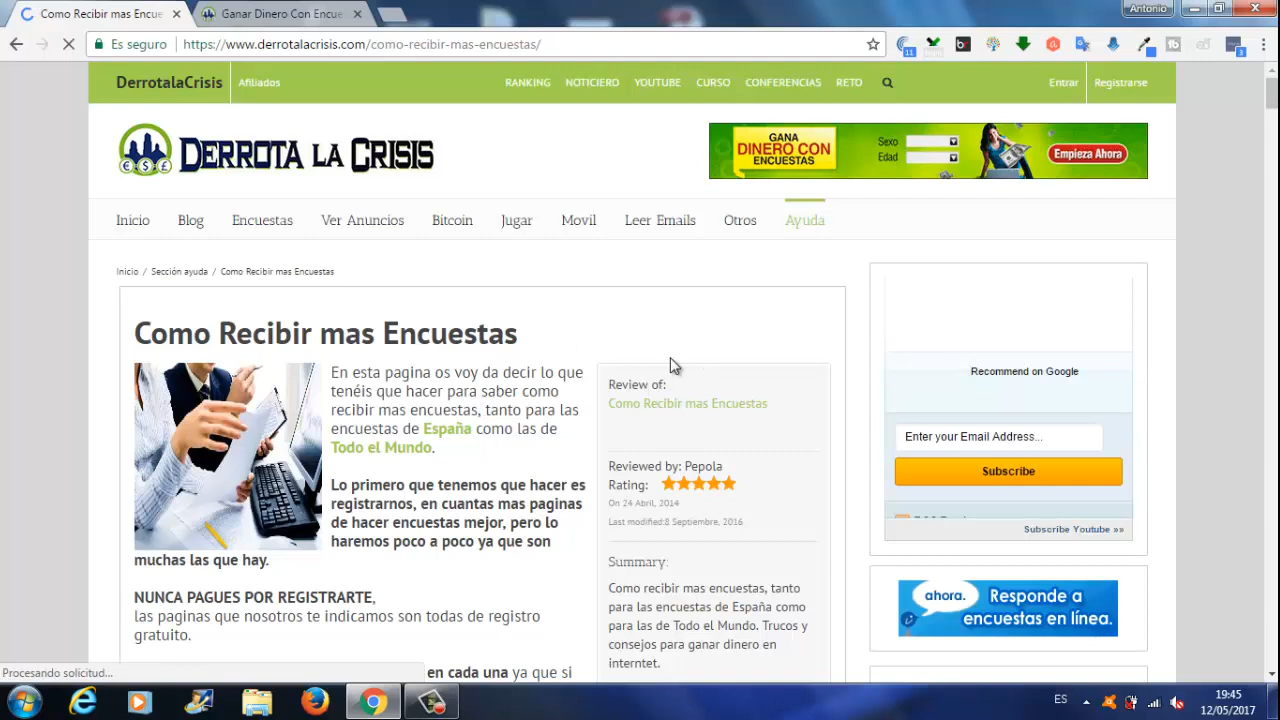 Como Recibir mas Encue
Ganar Dinero Con Encue
Antonio
Es seguro
https://www.derrotalacrisis.com/como-recibir-mas-encuestas/
11
3
DerrotalaCrisis
Afiliados
RANKING
NOTICIERO
YOUTUBE
CURSO
CONFERENCIAS
RETO
Entrar
Registrarse
DERROTA LA CRISIS
GANA
DINERO CON
ENCUESTAS
Sexo
Edad
Empieza Ahora
Inicio
Blog
Encuestas
Ver Anuncios
Bitcoin
Jugar
Movil
Leer Emails
Otros
Ayuda
Inicio / Sección ayuda / Como Recibir mas Encuestas
Como Recibir mas Encuestas
En esta pagina os voy da decir lo que
tenéis que hacer para saber como
recibir mas encuestas, tanto para las
encuestas de España como las de
Todo el Mundo.
Lo primero que tenemos que hacer es
registrarnos, en cuantas mas paginas
de hacer encuestas mejor, pero lo
haremos poco a poco ya que son
muchas las que hay.
NUNCA PAGUES POR REGISTRARTE,
las paginas que nosotros te indicamos son todas de registro
gratuito.
en cada una ya que si
Review of:
Como Recibir mas Encuestas
Reviewed by: Pepola
Rating:
On 24 Abril, 2014
Last modified:8 Septiembre, 2016
Summary:
Como recibir mas encuestas, tanto
para las encuestas de España como
para las de Todo el Mundo. Trucos y
consejos para ganar dinero en
interntet.
Recommend on Google
Enter your Email Address...
Subscribe
Subscribe Youtube »»
ahora.
Responde a
encuestas en línea.
Procesando solicitud...
ES
19:45
12/05/2017